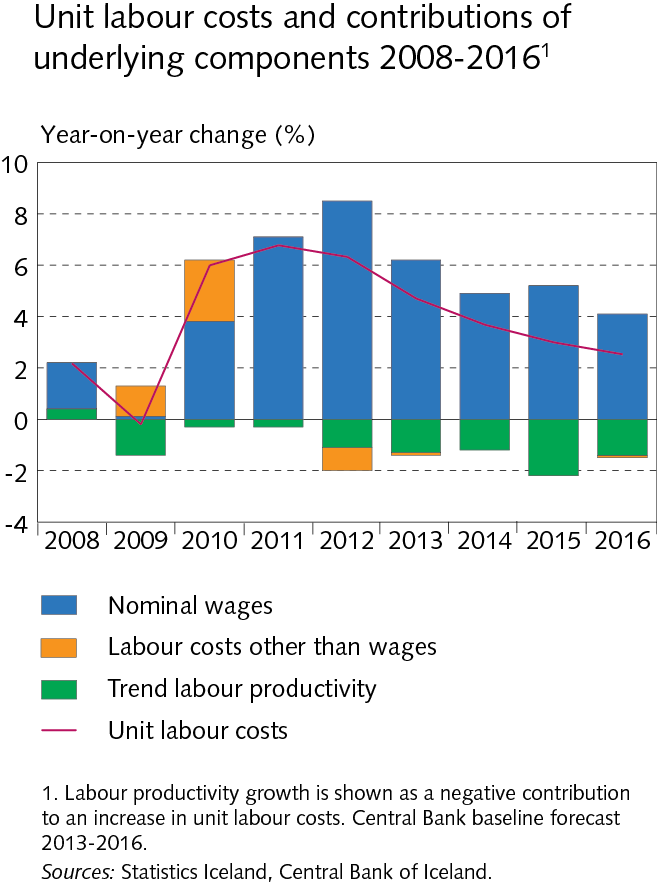 Unit labour costs and contributions of
underlying components 2008-2016¹
Year-on-year change (%)
10
8
6
4
2
0
-2
-4
2008 2009 2010 2011 2012 2013 2014 2015 2016
Nominal wages
Labour costs other than wages
Trend labour productivity
Unit labour costs
1. Labour productivity growth is shown as a negative contribution
to an increase in unit labour costs. Central Bank baseline forecast
2013-2016.
Sources: Statistics Iceland, Central Bank of Iceland.